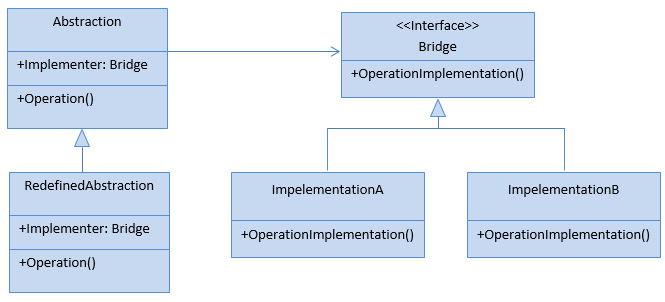 Abstraction
+Implementer: Bridge
+Operation()
<<Interface>>
Bridge
+OperationImplementation()
RedefinedAbstraction
+Implementer: Bridge
+Operation()
ImpelementationA
+OperationImplementation()
ImpelementationB
+OperationImplementation()